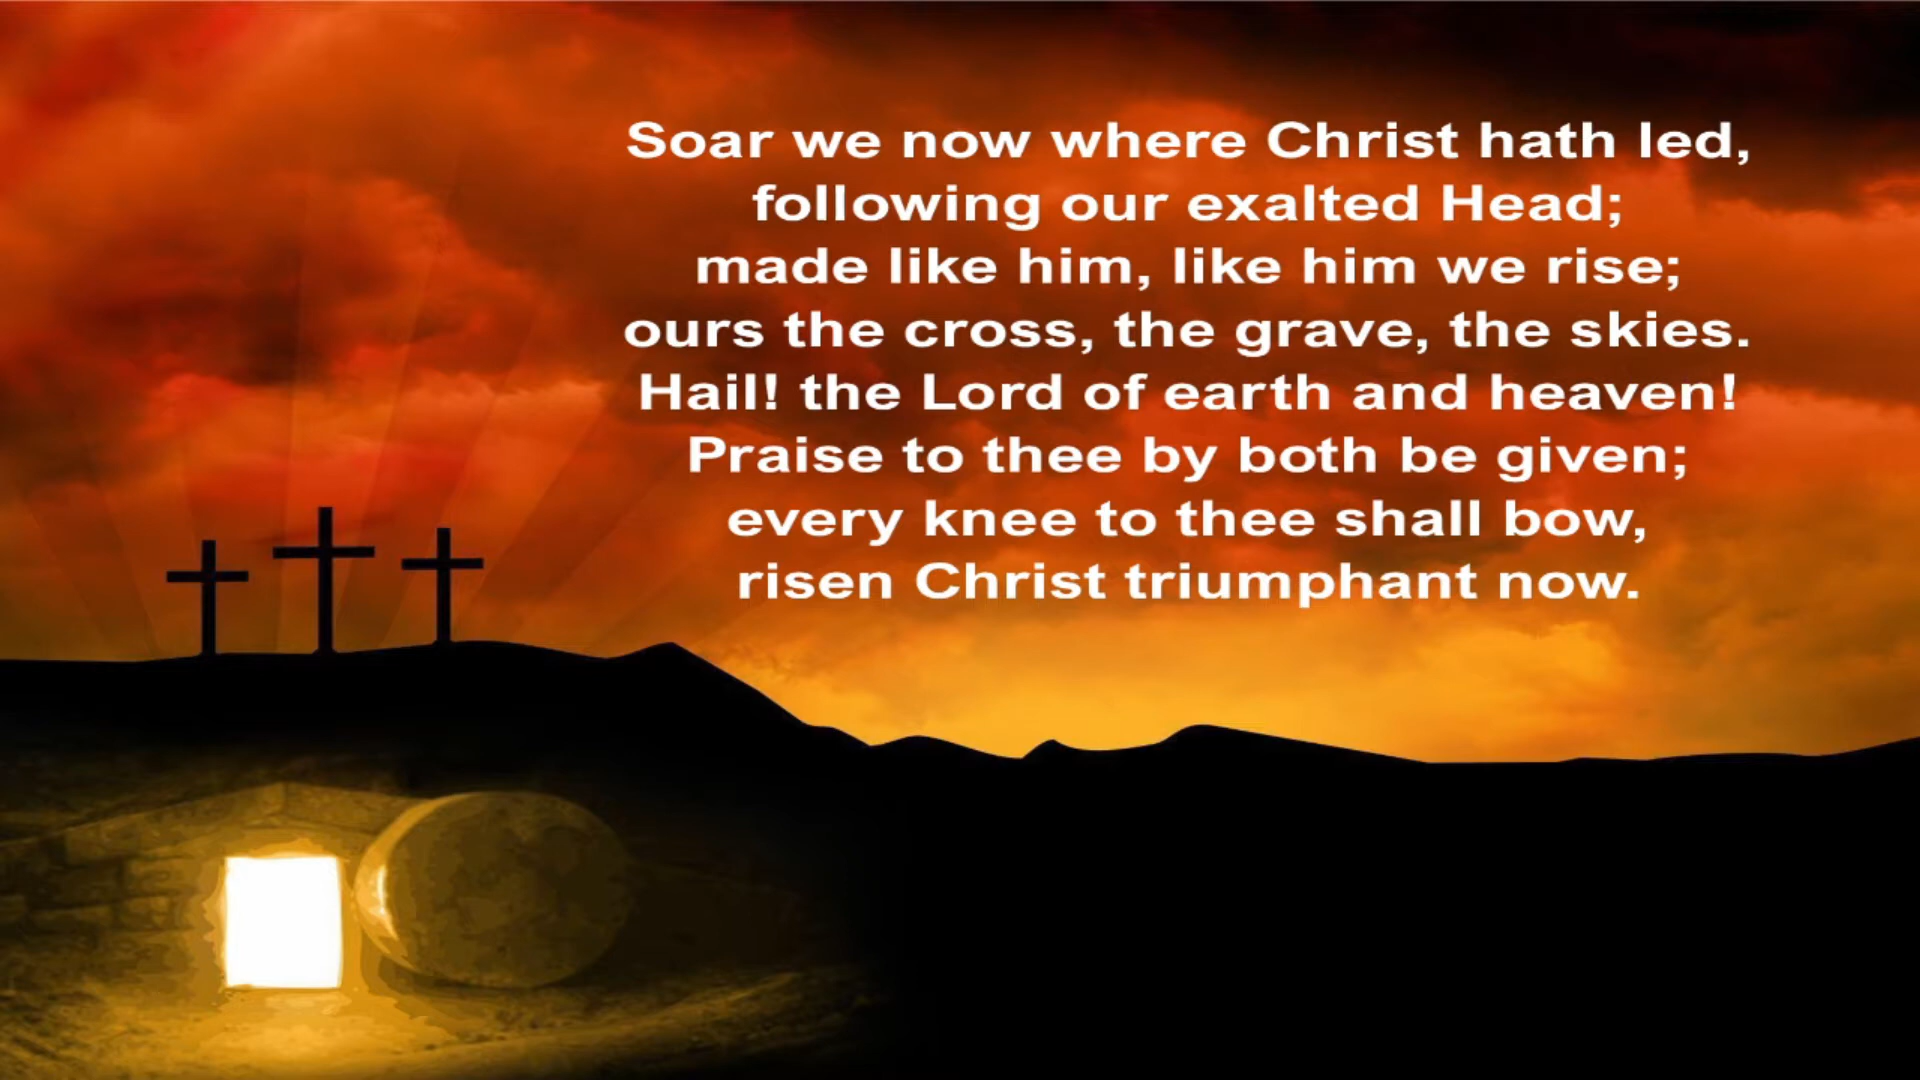 Soar we now where Christ hath led,
following our exalted Head;
made like him, like him we rise;
ours the cross, the grave, the skies.
Hail! the Lord of earth and heaven!
Praise to thee by both be given;
every knee to thee shall bow,
risen Christ triumphant now.